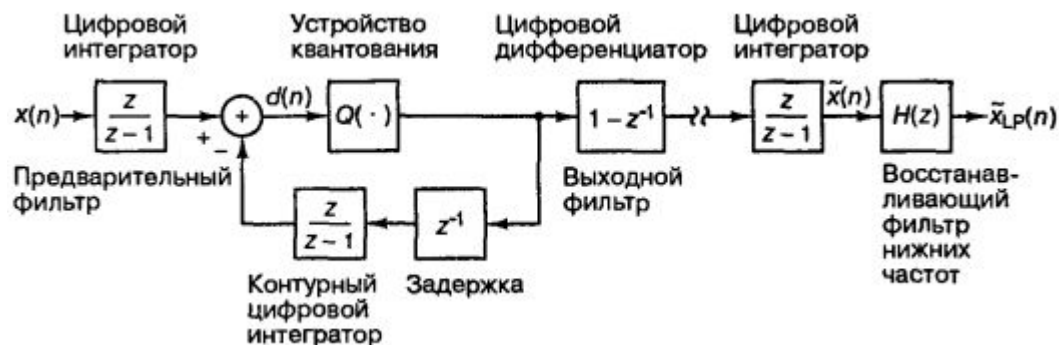 Цифровой
интегратор
Устройство
квантования
Цифровой
дифференциатор
Цифровой
интегратор
x(n)
z
z − 1
+
−
+
d(n)
Q( · )
1 − z⁻¹
z
z − 1
x̃(n)
H(z)
x̃LP(n)
Предварительный
фильтр
z
z − 1
z⁻¹
Выходной
фильтр
Восстанав-
ливающий
фильтр
нижних
частот
Контурный
цифровой
интегратор
Задержка